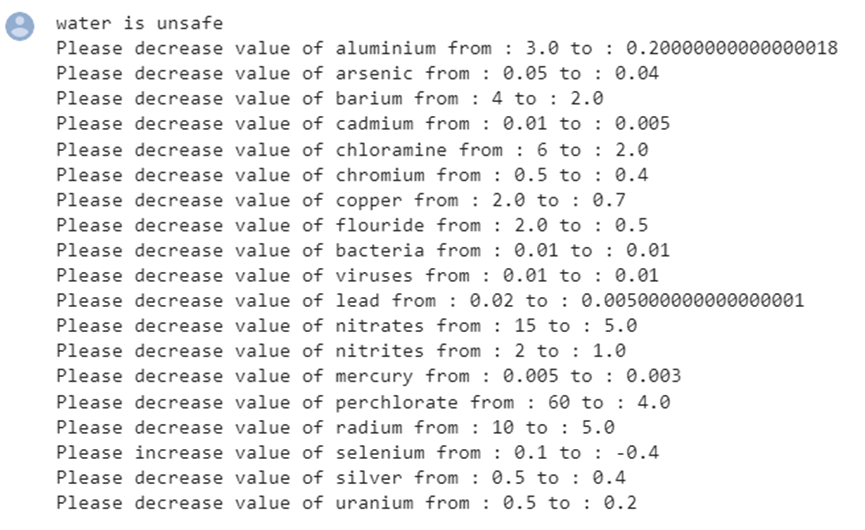 water is unsafe
Please decrease value of aluminium from : 3.0 to : 0.20000000000000018
Please decrease value of arsenic from : 0.05 to : 0.04
Please decrease value of barium from : 4 to : 2.0
Please decrease value of cadmium from : 0.01 to : 0.005
Please decrease value of chloramine from : 6 to : 2.0
Please decrease value of chromium from : 0.5 to : 0.4
Please decrease value of copper from : 2.0 to : 0.7
Please decrease value of flouride from : 2.0 to : 0.5
Please decrease value of bacteria from : 0.01 to : 0.01
Please decrease value of viruses from : 0.01 to : 0.01
Please decrease value of lead from : 0.02 to : 0.005000000000000001
Please decrease value of nitrates from : 15 to : 5.0
Please decrease value of nitrites from : 2 to : 1.0
Please decrease value of mercury from : 0.005 to : 0.003
Please decrease value of perchlorate from : 60 to : 4.0
Please decrease value of radium from : 10 to : 5.0
Please increase value of selenium from : 0.1 to : -0.4
Please decrease value of silver from : 0.5 to : 0.4
Please decrease value of uranium from : 0.5 to : 0.2